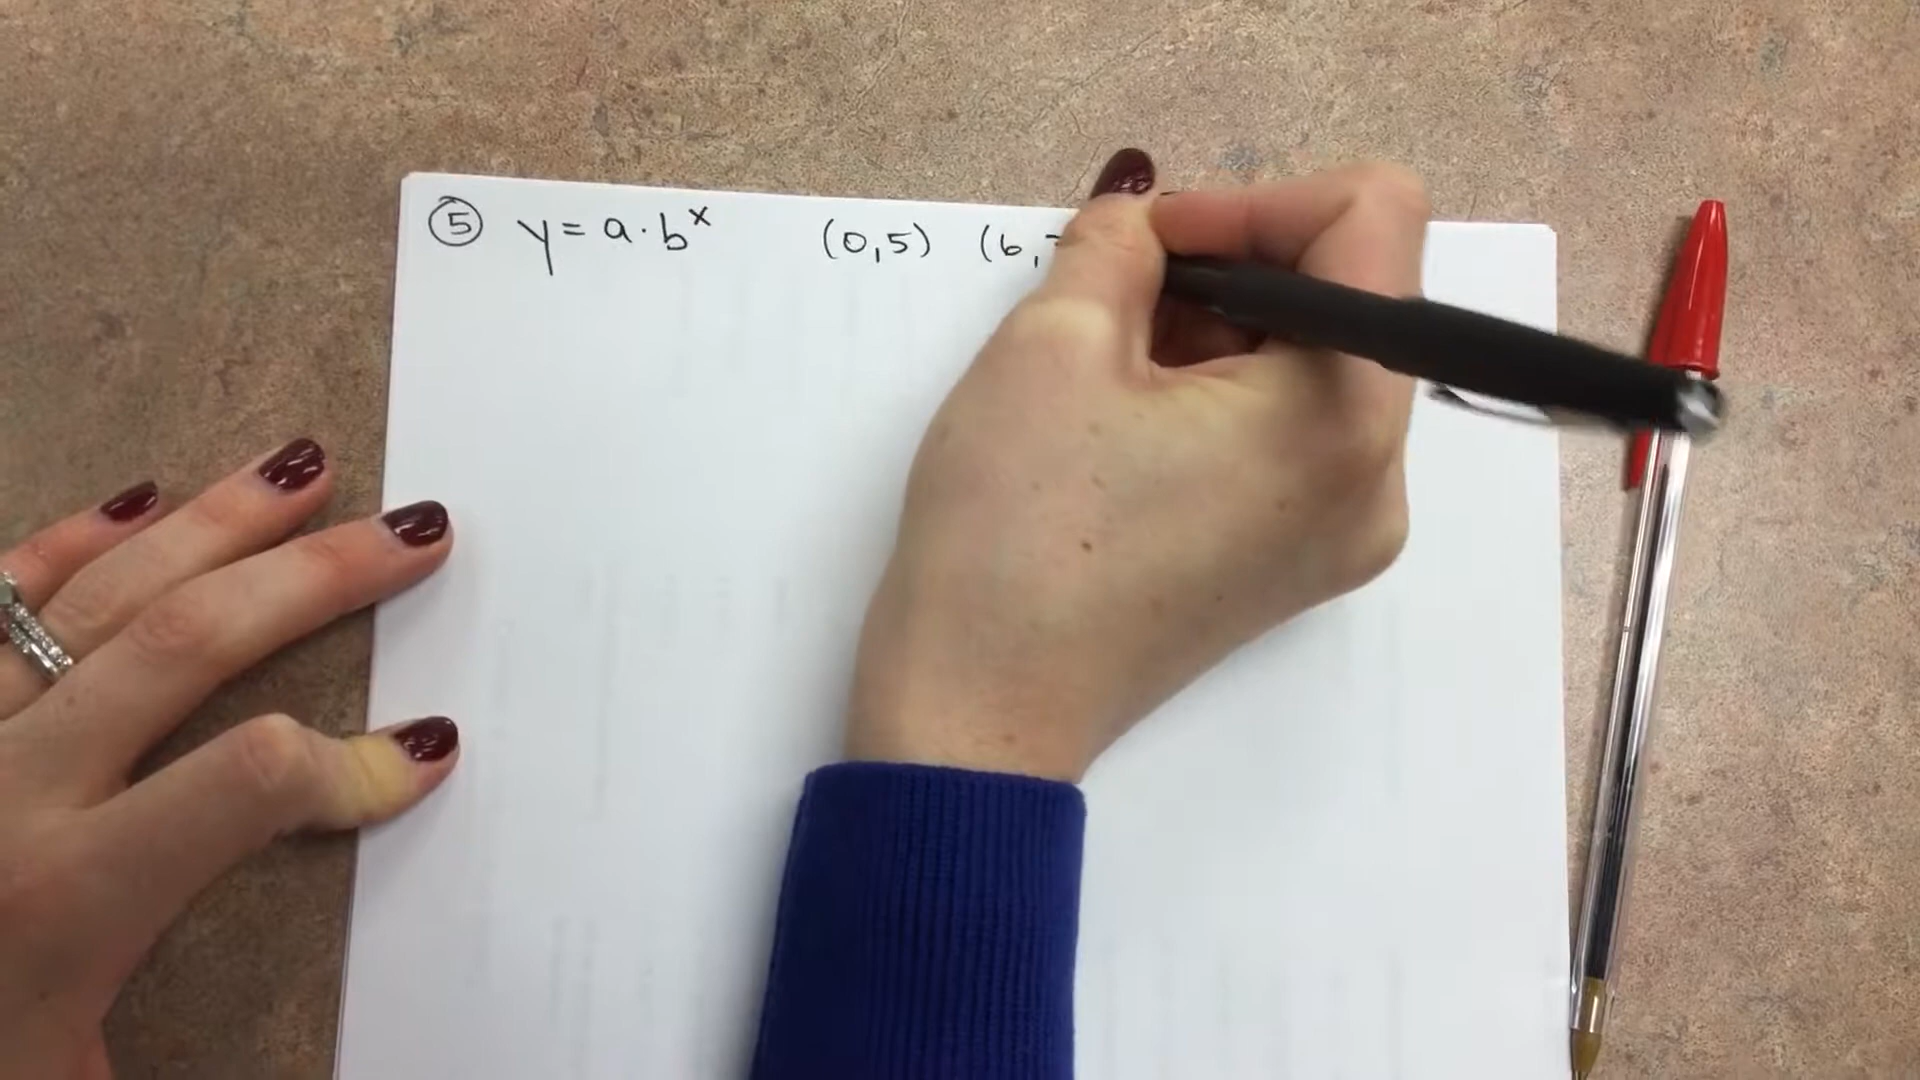 ⑤ y = a · b^x (0,5) (6,